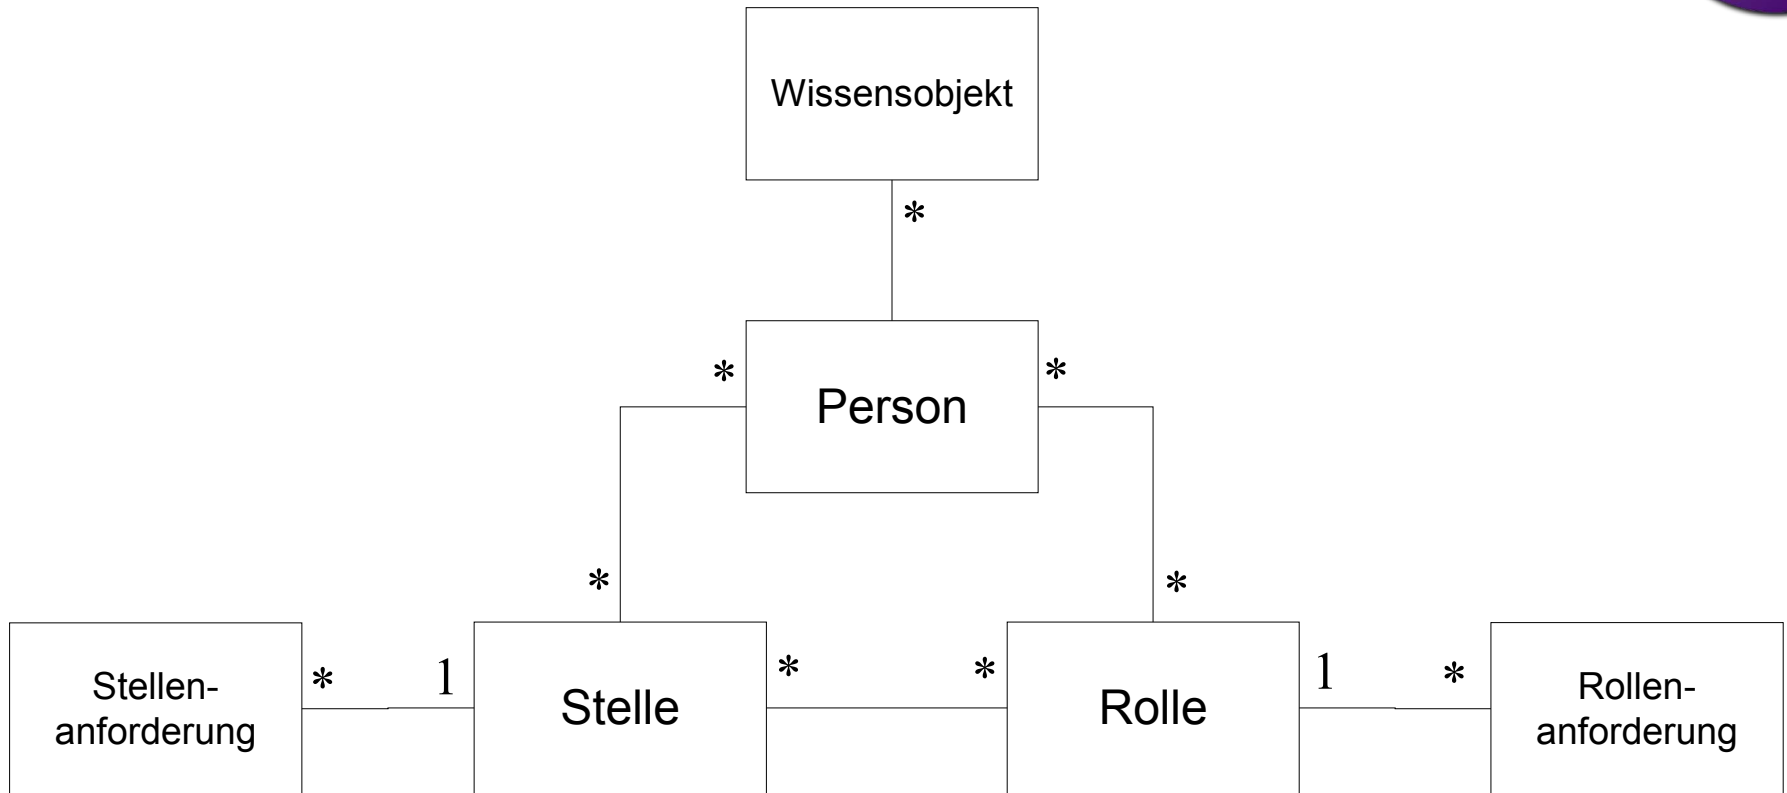 Wissensobjekt
*
* Person *
* *
Stellen-
anforderung
* 1
Stelle
* *
Rolle
1 *
Rollen-
anforderung